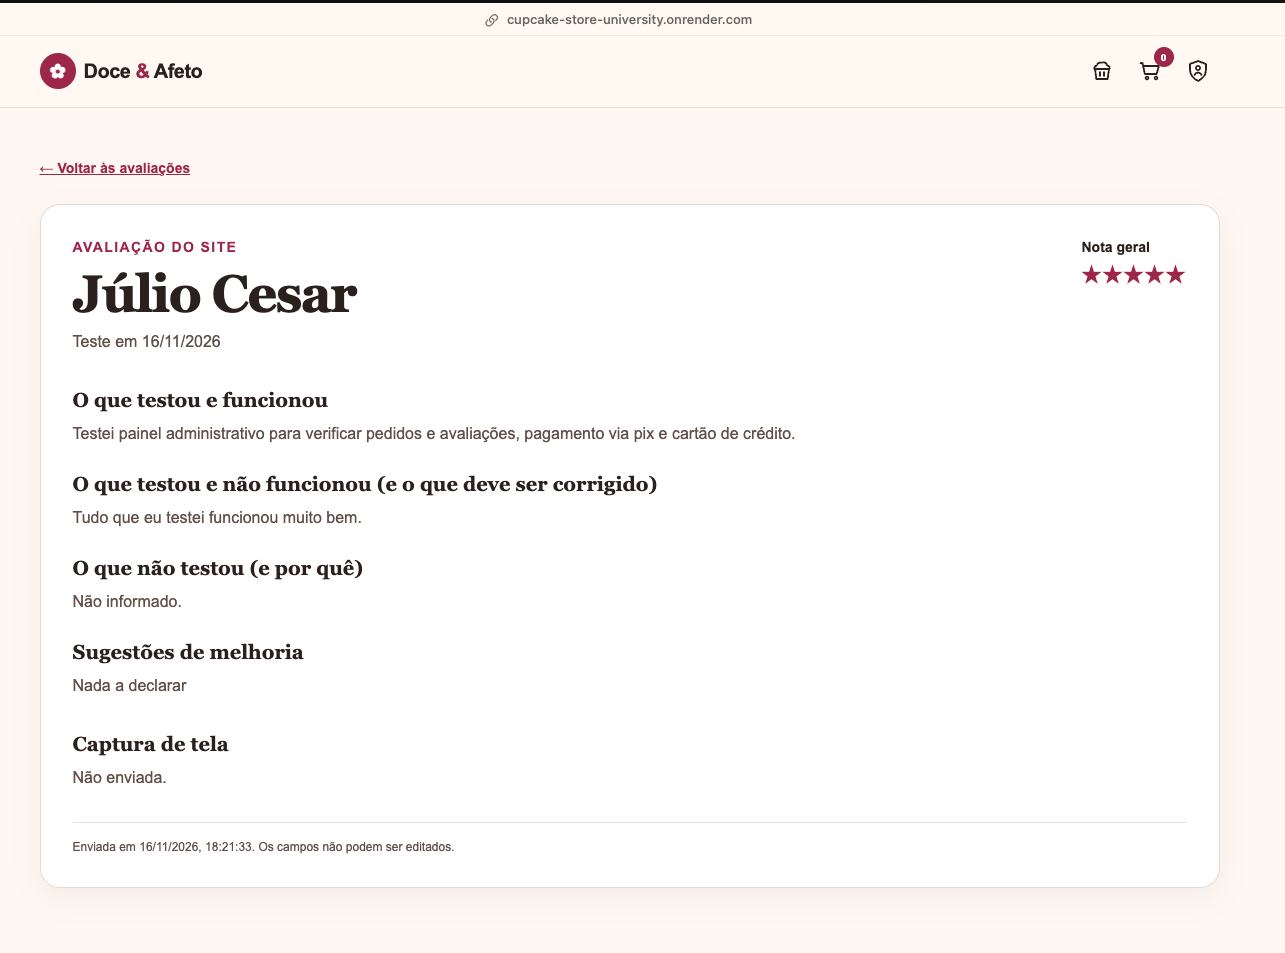 cupcake-store-university.onrender.com
Doce & Afeto
0
← Voltar às avaliações
AVALIAÇÃO DO SITE
Nota geral
★★★★★
Júlio Cesar
Teste em 16/11/2026
O que testou e funcionou
Testei painel administrativo para verificar pedidos e avaliações, pagamento via pix e cartão de crédito.
O que testou e não funcionou (e o que deve ser corrigido)
Tudo que eu testei funcionou muito bem.
O que não testou (e por quê)
Não informado.
Sugestões de melhoria
Nada a declarar
Captura de tela
Não enviada.
Enviada em 16/11/2026, 18:21:33. Os campos não podem ser editados.